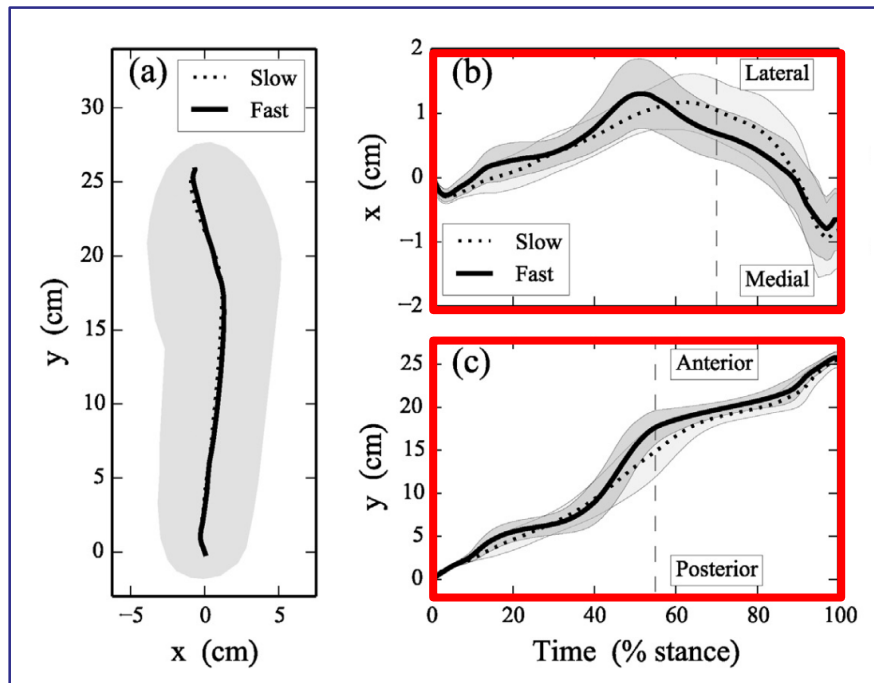 (a)
Slow
Fast
30
25
20
15
10
5
0
−5
0
5
y (cm)
x (cm)
(b)
Lateral
2
1
0
−1
−2
x (cm)
Slow
Fast
Medial
(c)
Anterior
25
20
15
10
5
0
y (cm)
Posterior
0
20
40
60
80
100
Time (% stance)